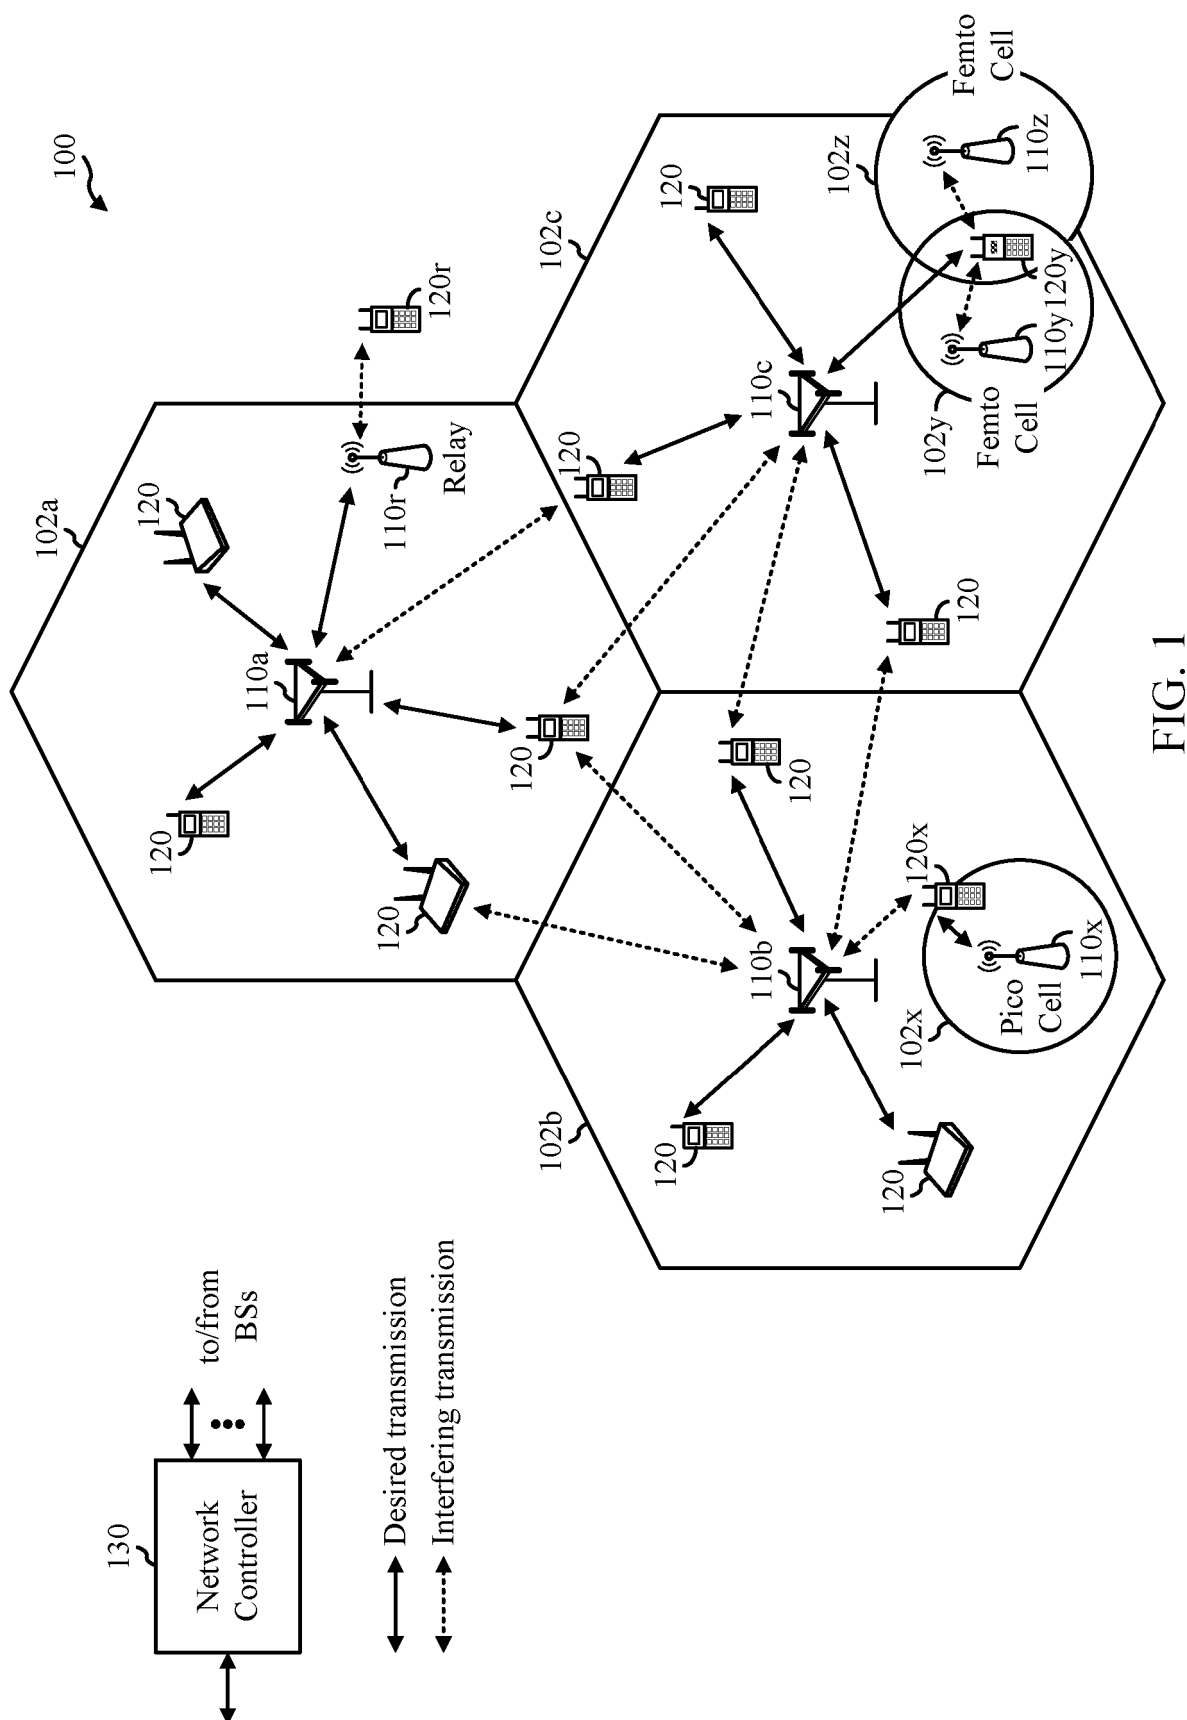 100
130
Network
Controller
to/from
BSs
Desired transmission
Interfering transmission
102a
120
120
110a
110r
Relay
120r
120
120
102b
120
110b
120
120
102x
Pico
Cell
110x
120x
102c
120
110c
120
120
102y
Femto
Cell
110y
120y
102z
110z
Femto
Cell
FIG. 1